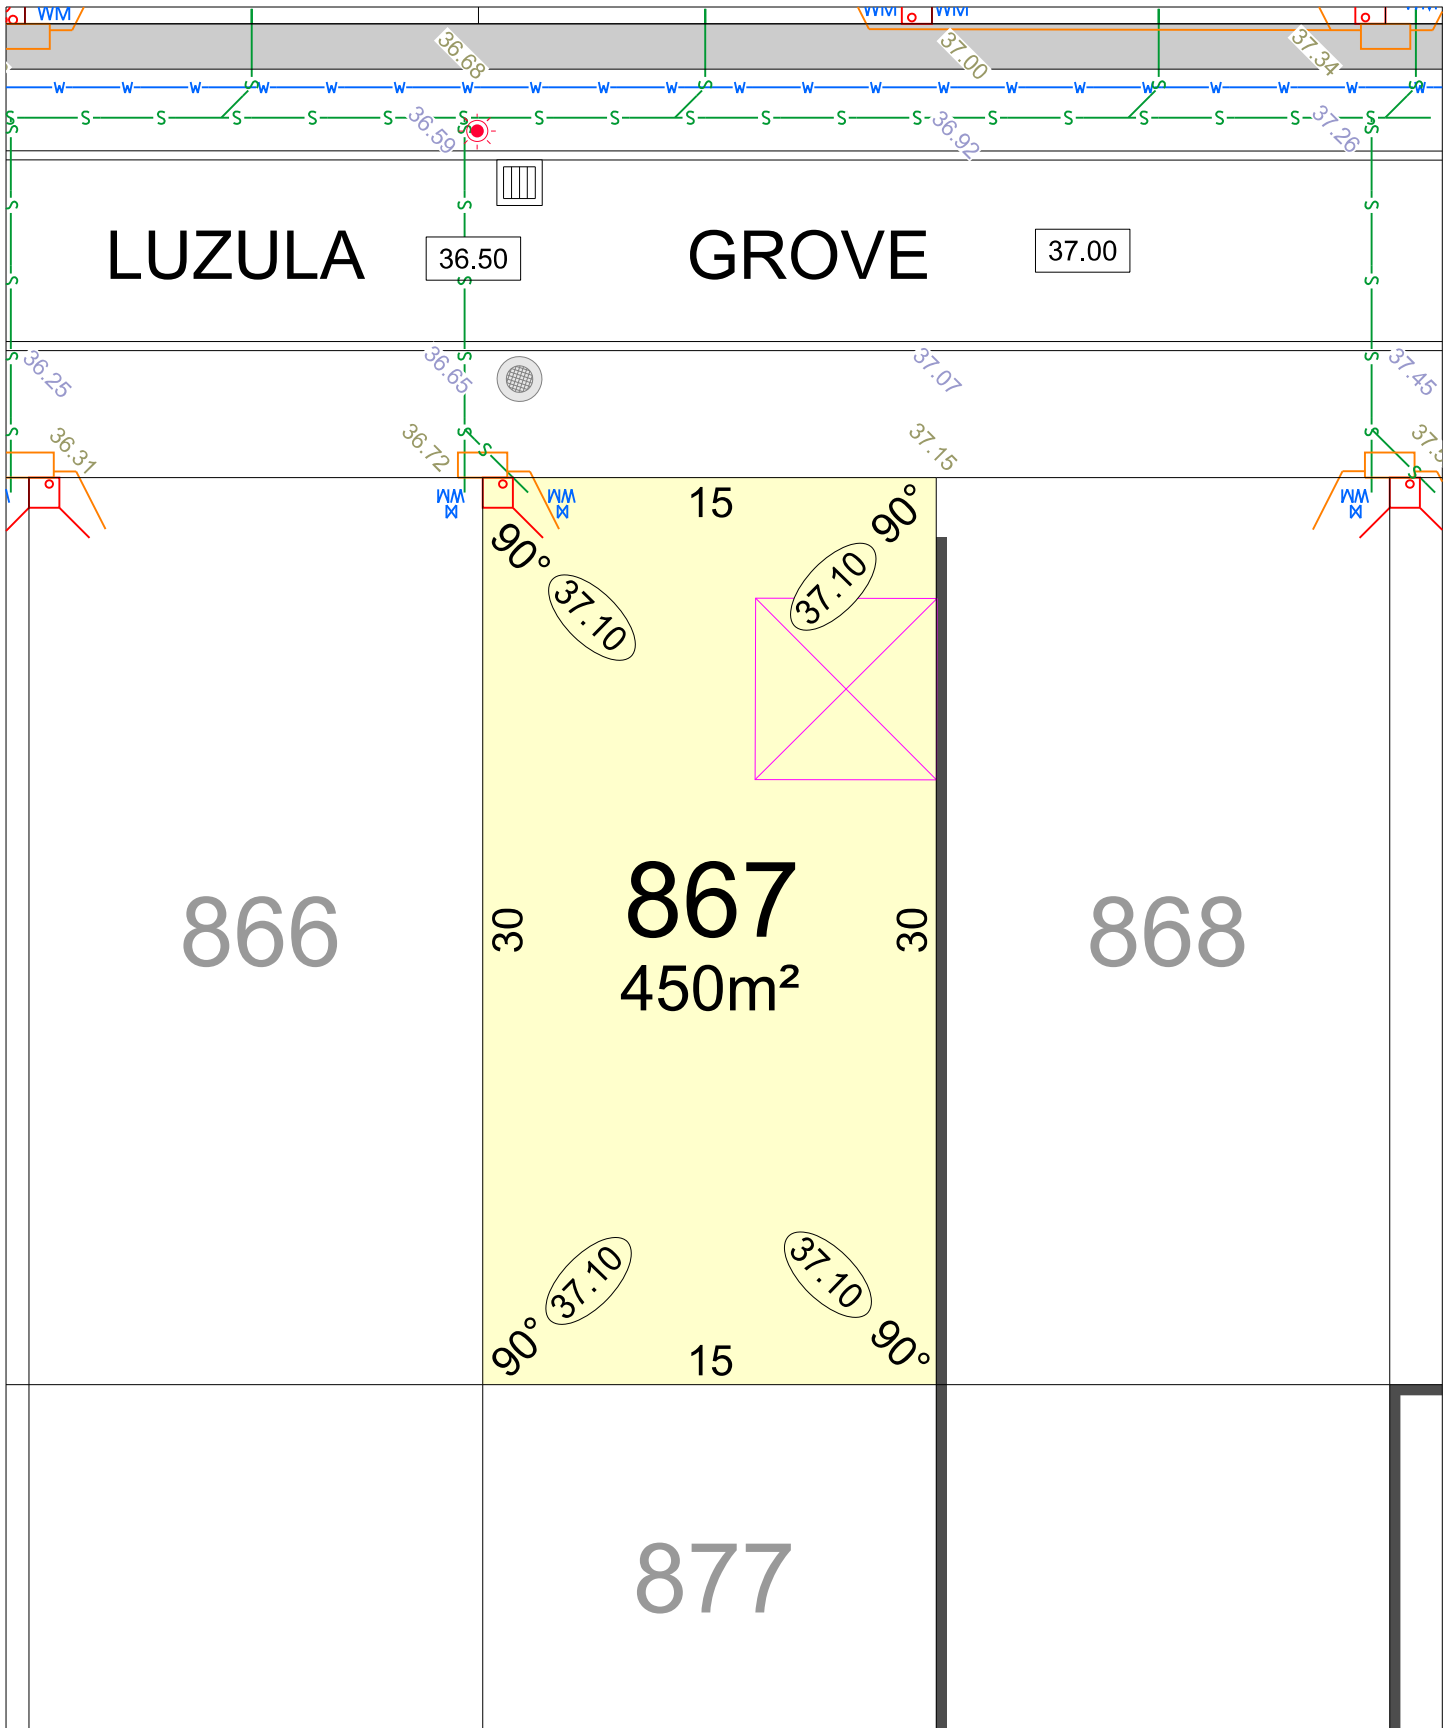 WM WM WM
36.68 37.00 37.34
W W W W W W W W W W W W W W W W W W W W W
S S S S
S S S S S S S S S S S S S S S S S S
36.59 36.92 37.26
S S S
S S S
LUZULA GROVE
36.50 37.00
S S S
S S S
36.25 36.65 37.07 37.45
36.31 36.72 37.15
S S S S S
WM WM WM
15
90° 90°
37.10 37.10
867
450m²
30 30
866 868
37.10 37.10
90° 90°
15
877